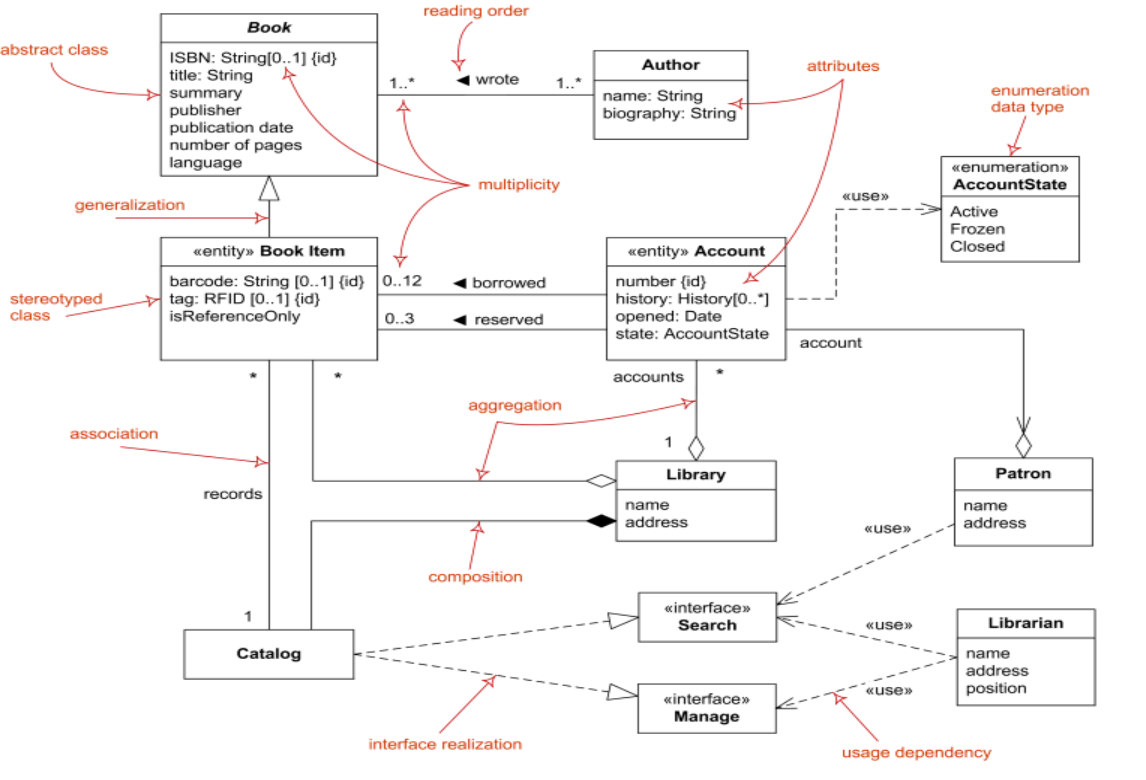 reading order
Book
abstract class
ISBN: String[0..1] {id}
title: String
summary
publisher
publication date
number of pages
language
1..*
◄ wrote
1..*
Author
name: String
biography: String
attributes
enumeration
data type
«enumeration»
AccountState
Active
Frozen
Closed
multiplicity
«use»
generalization
«entity» Book Item
barcode: String [0..1] {id}
tag: RFID [0..1] {id}
isReferenceOnly
stereotyped
class
0..12
◄ borrowed
0..3
◄ reserved
«entity» Account
number {id}
history: History[0..*]
opened: Date
state: AccountState
account
*
*
accounts
*
aggregation
association
1
Library
name
address
Patron
name
address
records
«use»
composition
1
Catalog
«interface»
Search
«use»
Librarian
name
address
position
«interface»
Manage
«use»
interface realization
usage dependency